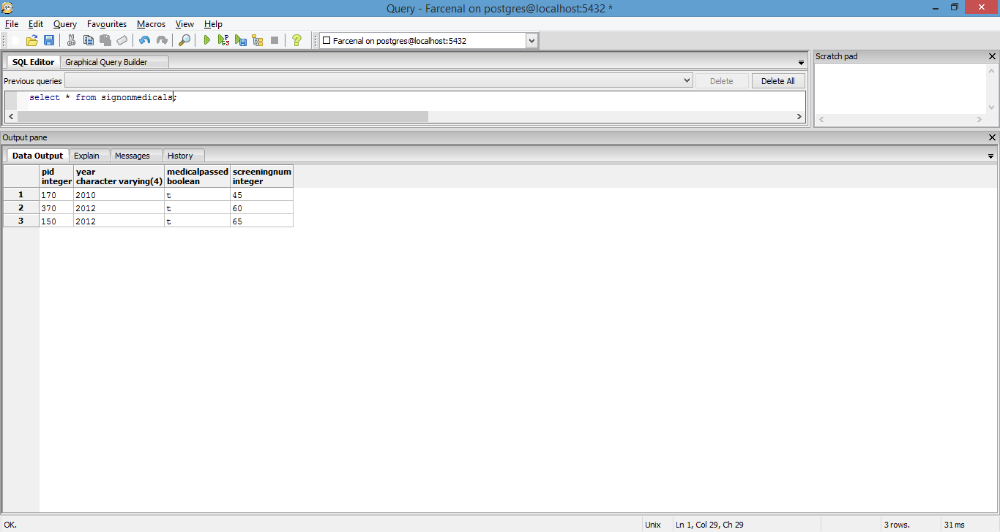 Query - Farcenal on postgres@localhost:5432 *
File Edit Query Favourites Macros View Help
Farcenal on postgres@localhost:5432
SQL Editor Graphical Query Builder
Scratch pad
Previous queries Delete Delete All
select * from signonmedicals;
Output pane
Data Output Explain Messages History
pid year medicalpassed screeningnum
integer character varying(4) boolean integer
1 170 2010 t 45
2 370 2012 t 60
3 150 2012 t 65
OK. Unix Ln 1, Col 29, Ch 29 3 rows. 31 ms